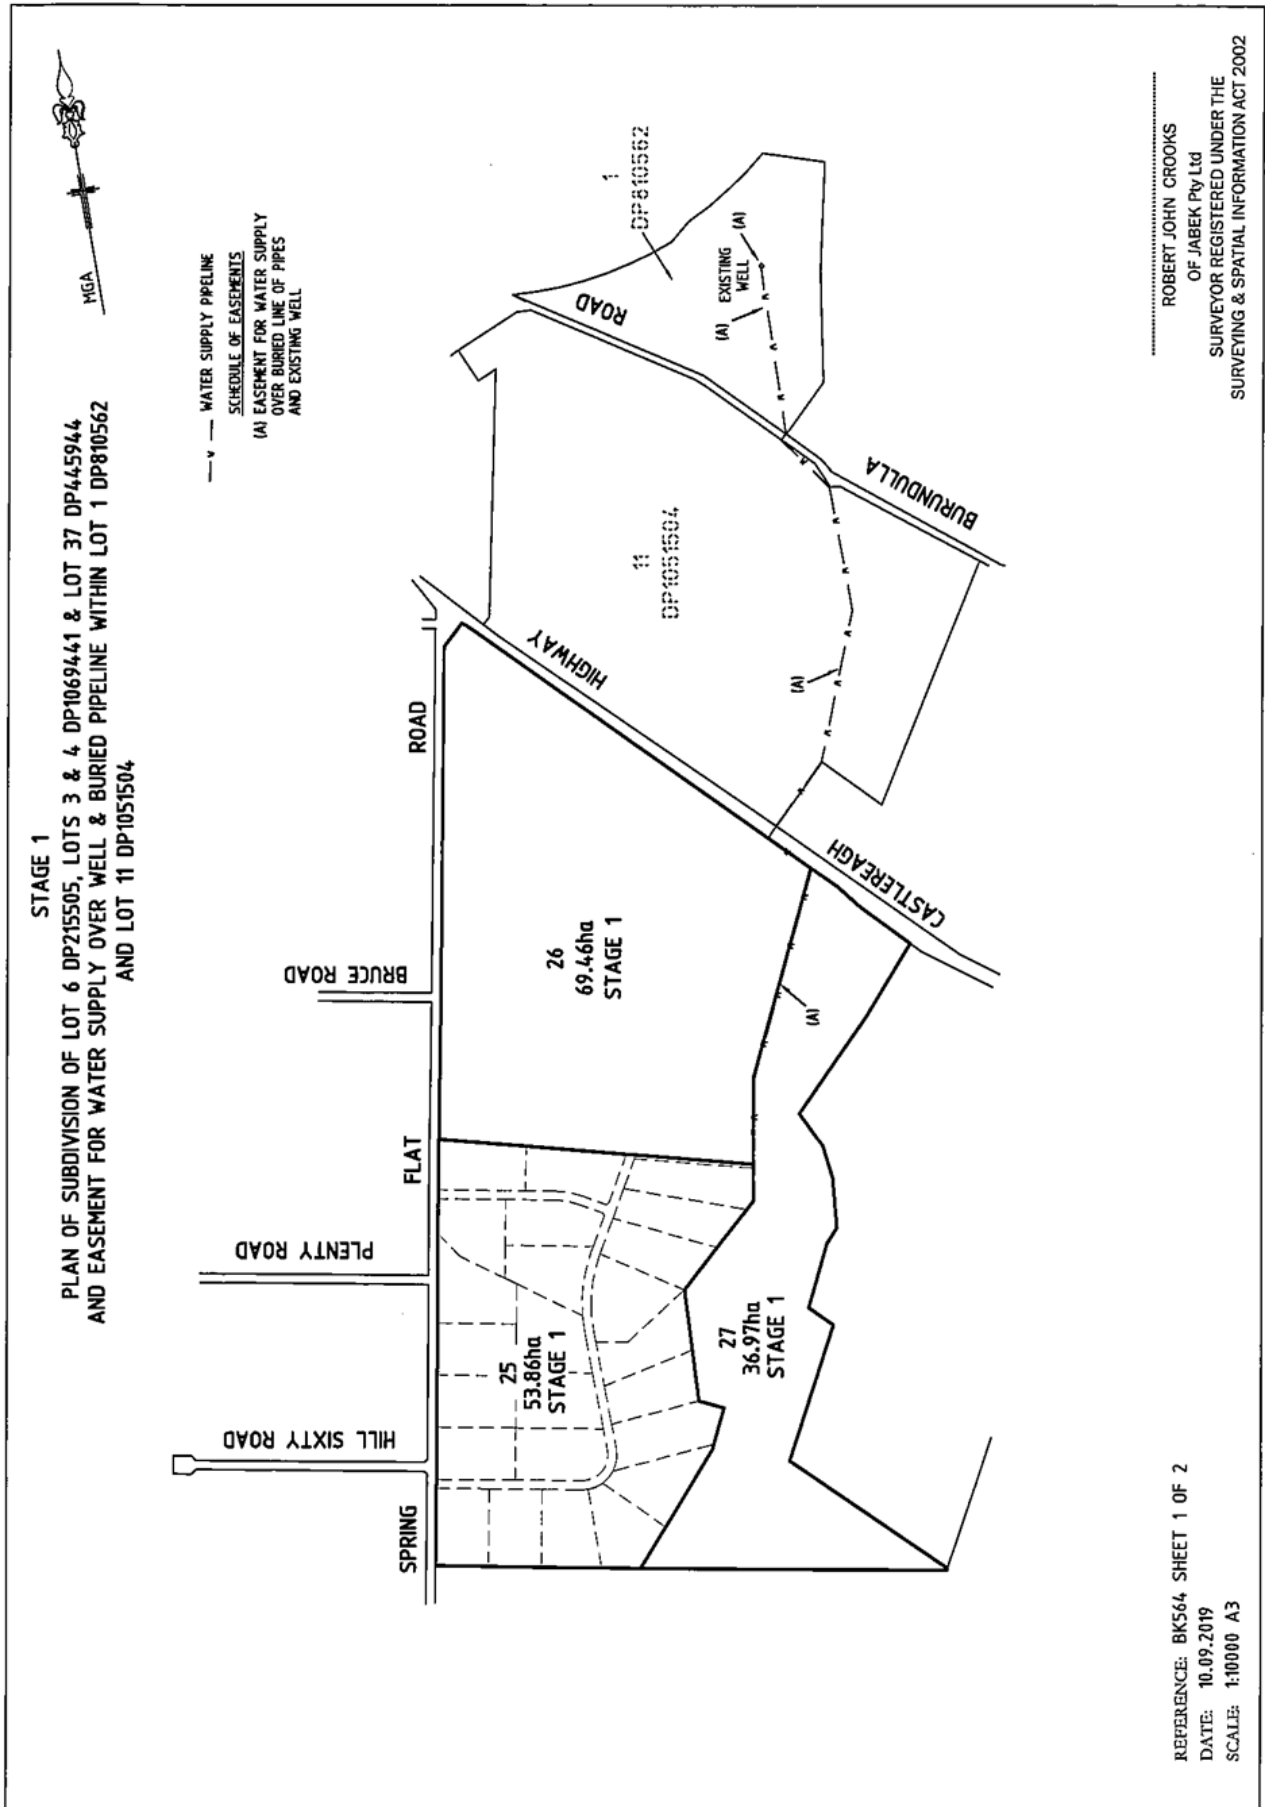 STAGE 1
PLAN OF SUBDIVISION OF LOT 6 DP215505, LOTS 3 & 4 DP1069441 & LOT 37 DP445944
AND EASEMENT FOR WATER SUPPLY OVER WELL & BURIED PIPELINE WITHIN LOT 1 DP810562
AND LOT 11 DP1051504
MGA
WATER SUPPLY PIPELINE
SCHEDULE OF EASEMENTS
(A) EASEMENT FOR WATER SUPPLY
OVER BURIED LINE OF PIPES
AND EXISTING WELL
HILL SIXTY ROAD
PLENTY ROAD
BRUCE ROAD
SPRING
FLAT
ROAD
25
53.86ha
STAGE 1
26
69.46ha
STAGE 1
27
36.97ha
STAGE 1
(A)
CASTLEREAGH
HIGHWAY
(A)
11
DP1051504
BURUNDULLA
ROAD
(A)
EXISTING
WELL
(A)
1
DP810562
REFERENCE: BK564 SHEET 1 OF 2
DATE: 10.09.2019
SCALE: 1:10000 A3
ROBERT JOHN CROOKS
OF JABEK Pty Ltd
SURVEYOR REGISTERED UNDER THE
SURVEYING & SPATIAL INFORMATION ACT 2002